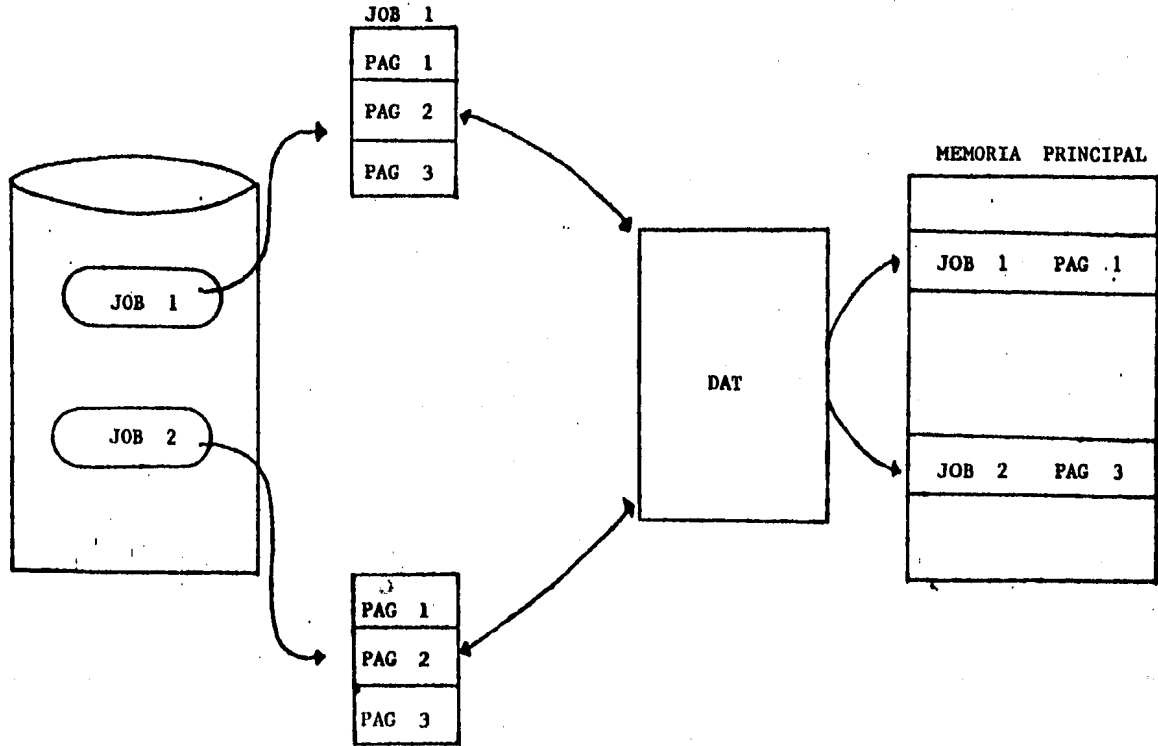 JOB 1
PAG 1
PAG 2
PAG 3
JOB 1
JOB 2
PAG 1
PAG 2
PAG 3
DAT
MEMORIA PRINCIPAL
JOB 1 PAG 1
JOB 2 PAG 3